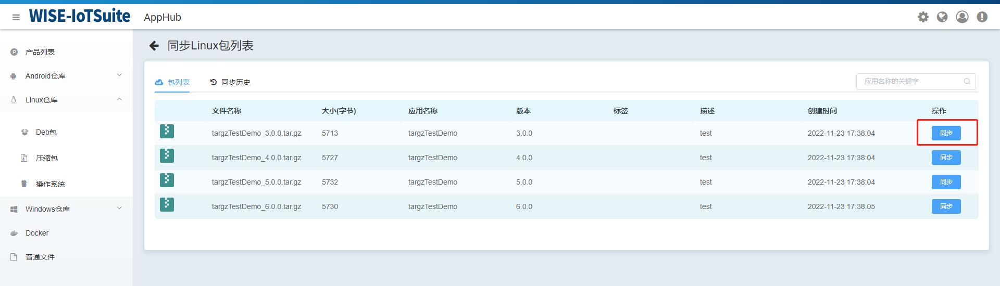 WISE-IoTSuite AppHub
产品列表
Android仓库
Linux仓库
Deb包
压缩包
操作系统
Windows仓库
Docker
普通文件
同步Linux包列表
包列表 同步历史 应用名称的关键字
文件名称 大小(字节) 应用名称 版本 标签 描述 创建时间 操作
targzTestDemo_3.0.0.tar.gz 5713 targzTestDemo 3.0.0 test 2022-11-23 17:38:04 同步
targzTestDemo_4.0.0.tar.gz 5727 targzTestDemo 4.0.0 test 2022-11-23 17:38:04 同步
targzTestDemo_5.0.0.tar.gz 5732 targzTestDemo 5.0.0 test 2022-11-23 17:38:04 同步
targzTestDemo_6.0.0.tar.gz 5730 targzTestDemo 6.0.0 test 2022-11-23 17:38:05 同步